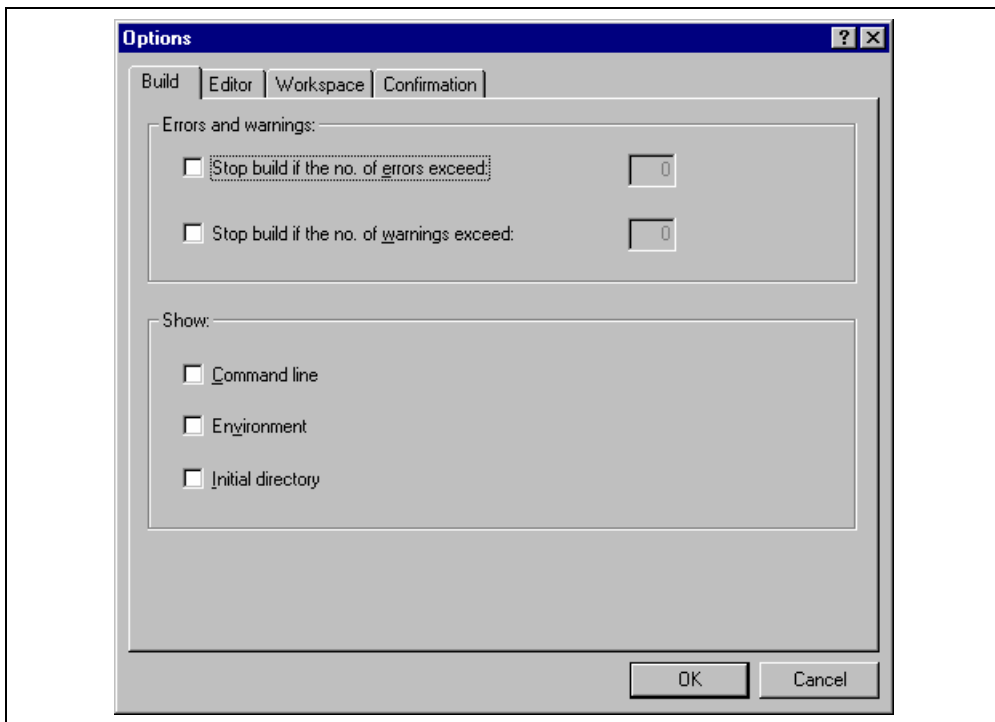 Options
Build Editor Workspace Confirmation
Errors and warnings:
Stop build if the no. of errors exceed: 0
Stop build if the no. of warnings exceed: 0
Show:
Command line
Environment
Initial directory
OK Cancel